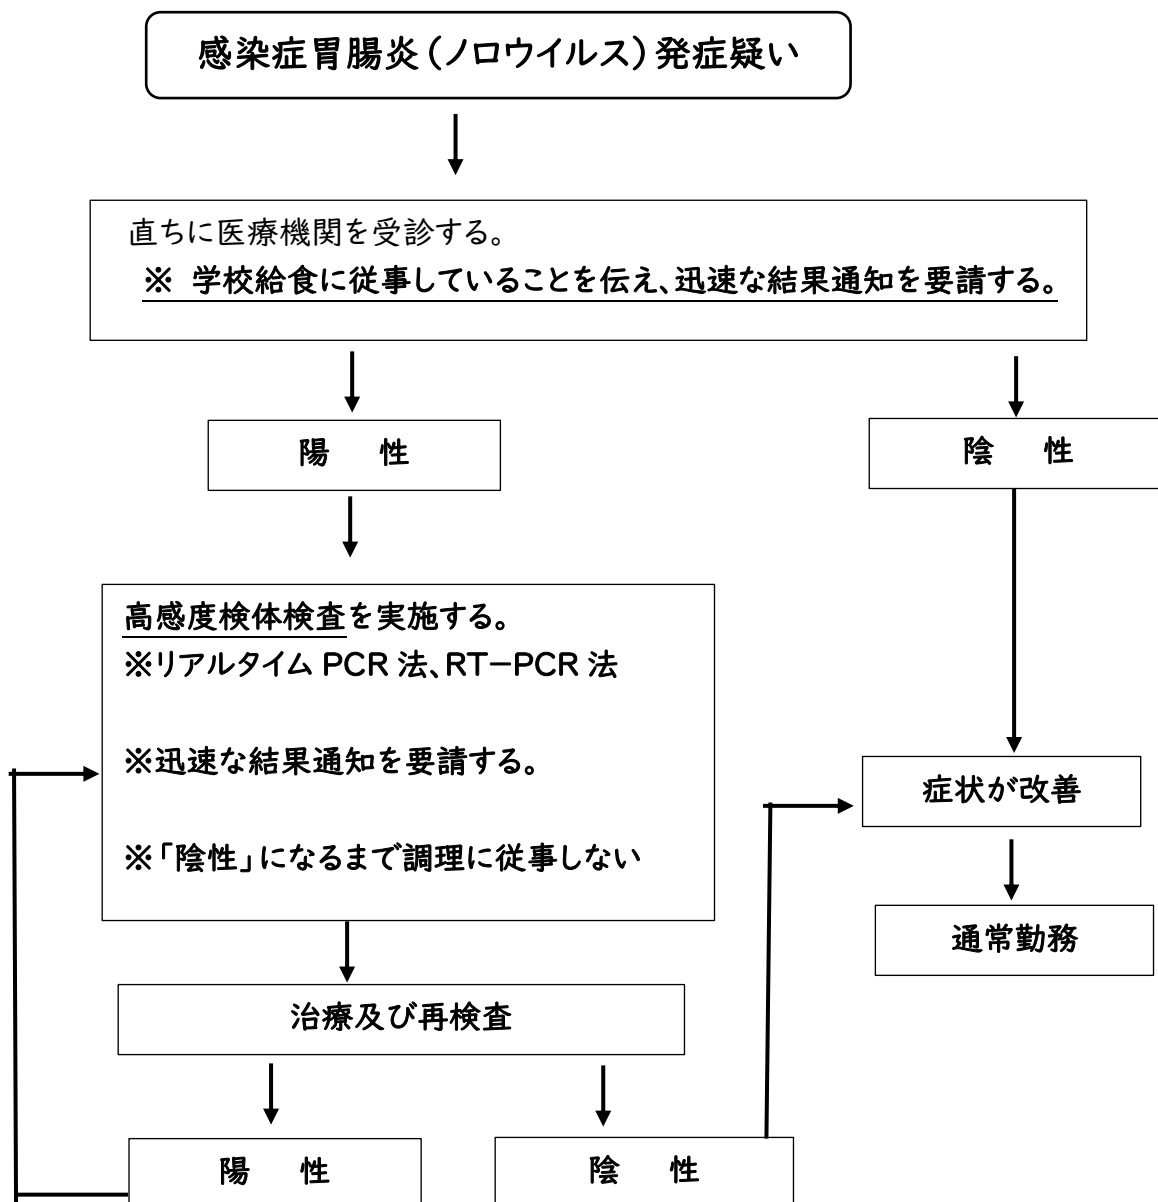 感染症胃腸炎(ノロウイルス)発症疑い
直ちに医療機関を受診する。
※ 学校給食に従事していることを伝え、迅速な結果通知を要請する。
陽 性
陰 性
高感度検体検査を実施する。
※リアルタイム PCR 法、RT-PCR 法
※迅速な結果通知を要請する。
※「陰性」になるまで調理に従事しない
症状が改善
通常勤務
治療及び再検査
陽 性
陰 性